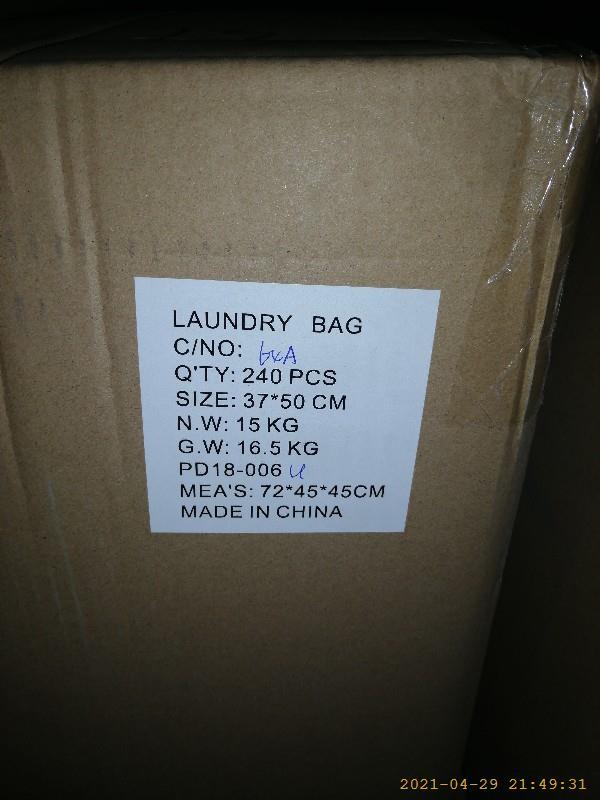 LAUNDRY BAG
C/NO:
Q'TY: 240 PCS
SIZE: 37*50 CM
N.W: 15 KG
G.W: 16.5 KG
PD18-006
MEA'S: 72*45*45CM
MADE IN CHINA
2021-04-29 21:49:31